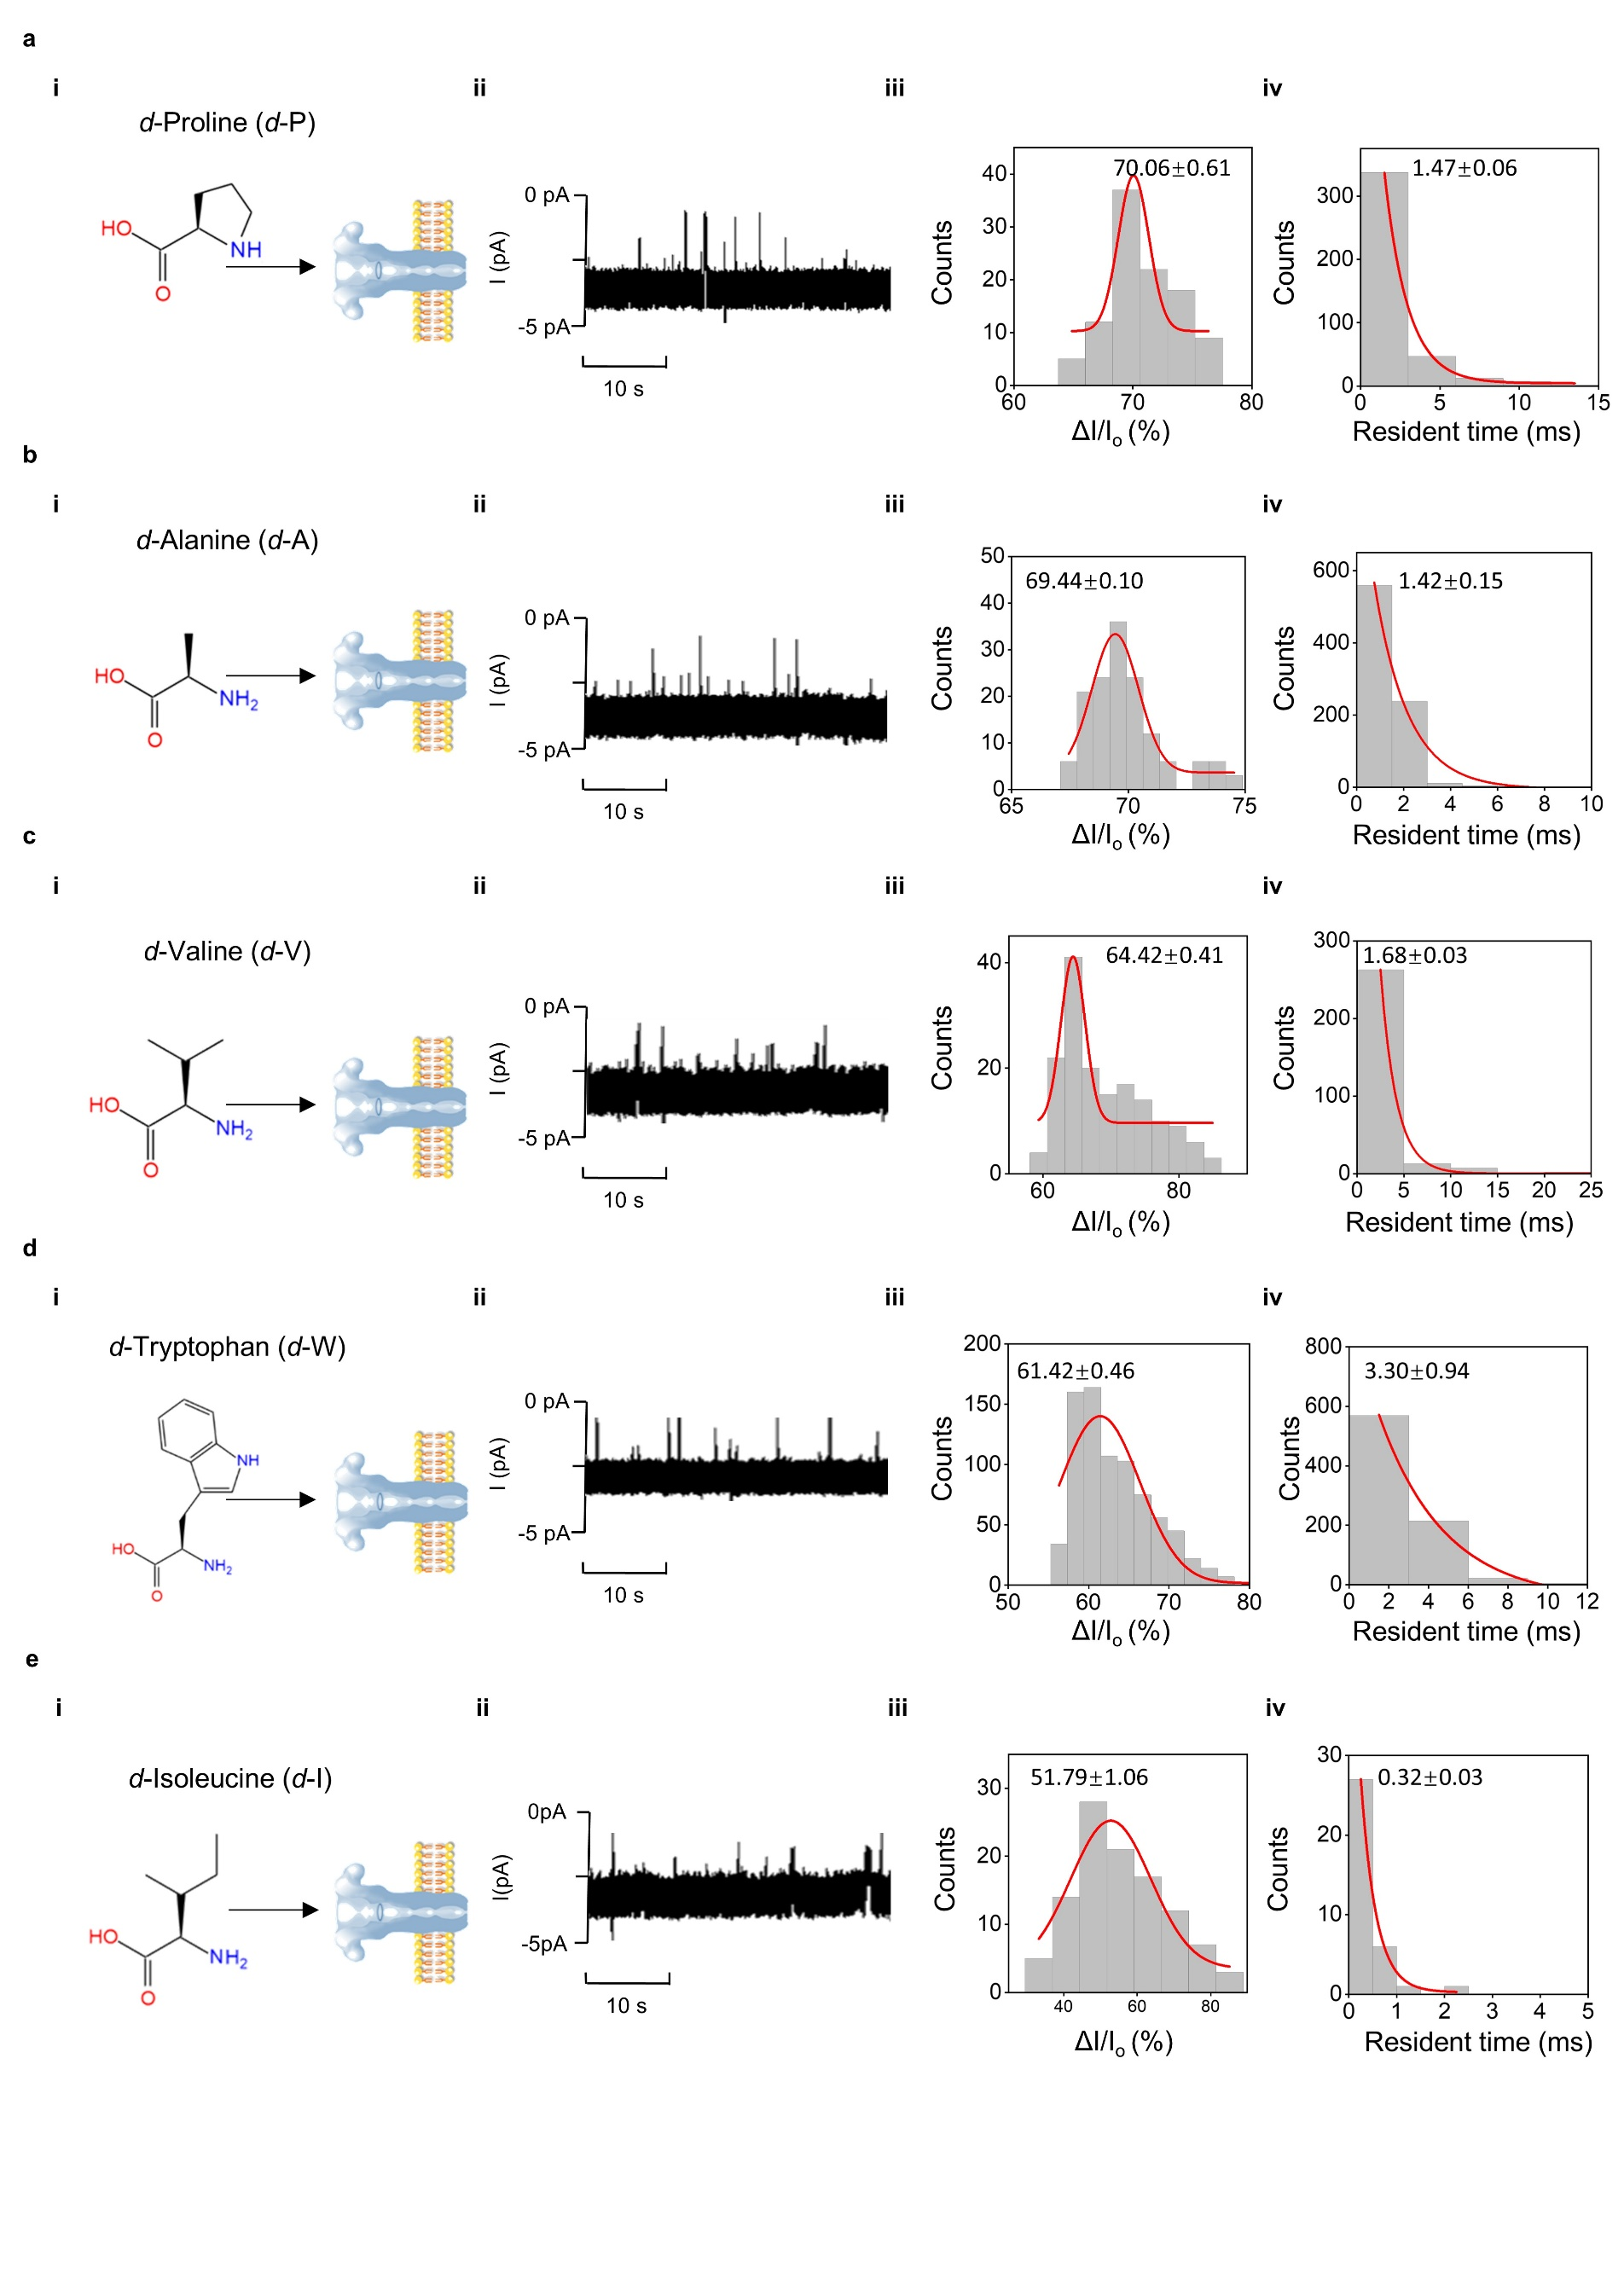 a
i ii iii iv
d-Proline (d-P)
HO
NH
O
0 pA
I (pA)
-5 pA
10 s
70.06±0.61
40
30
20
10
0
Counts
60 70 80
ΔI/Io (%)
1.47±0.06
300
200
100
0
Counts
0 5 10 15
Resident time (ms)
b
i ii iii iv
d-Alanine (d-A)
HO
NH2
O
0 pA
I (pA)
-5 pA
10 s
69.44±0.10
50
40
30
20
10
0
Counts
65 70 75
ΔI/Io (%)
1.42±0.15
600
400
200
0
Counts
0 2 4 6 8 10
Resident time (ms)
c
i ii iii iv
d-Valine (d-V)
HO
NH2
O
0 pA
I (pA)
-5 pA
10 s
64.42±0.41
40
20
0
Counts
60 80
ΔI/Io (%)
1.68±0.03
300
200
100
0
Counts
0 5 10 15 20 25
Resident time (ms)
d
i ii iii iv
d-Tryptophan (d-W)
NH
HO
NH2
O
0 pA
I (pA)
-5 pA
10 s
61.42±0.46
200
150
100
50
0
Counts
50 60 70 80
ΔI/Io (%)
3.30±0.94
800
600
400
200
0
Counts
0 2 4 6 8 10 12
Resident time (ms)
e
i ii iii iv
d-Isoleucine (d-I)
HO
NH2
O
0pA
I(pA)
-5pA
10 s
51.79±1.06
30
20
10
0
Counts
40 60 80
ΔI/Io (%)
0.32±0.03
30
20
10
0
Counts
0 1 2 3 4 5
Resident time (ms)